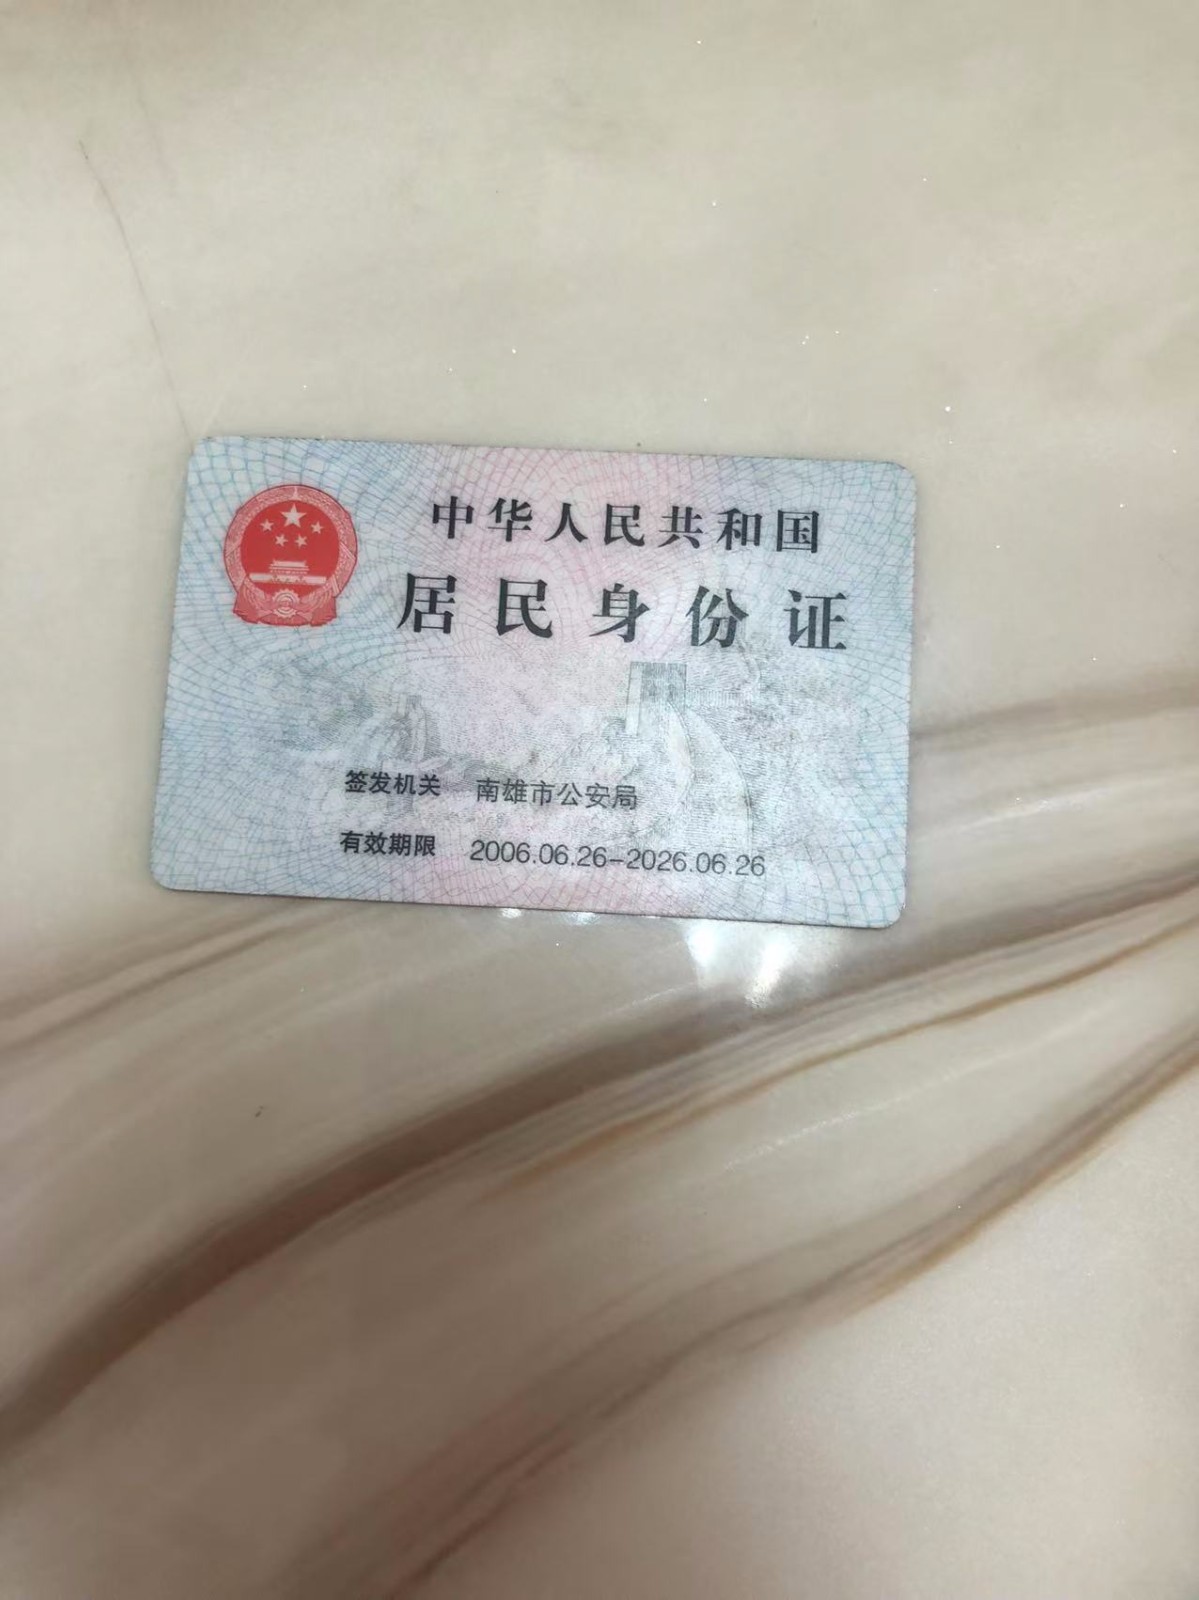 中华人民共和国
居民身份证
签发机关 南雄市公安局
有效期限 2006.06.26-2026.06.26